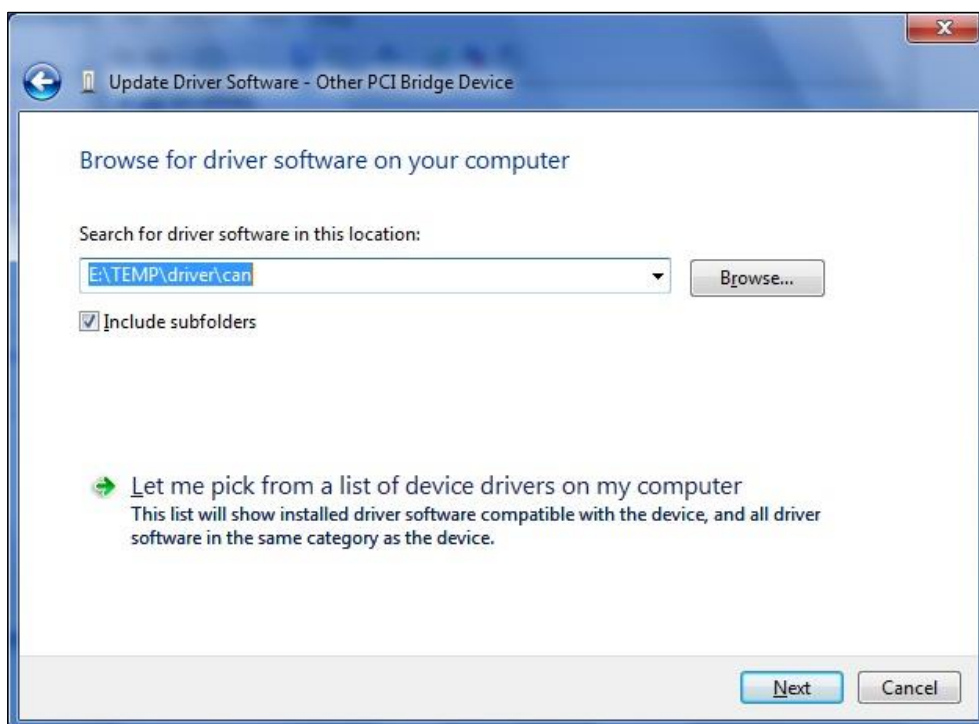 Update Driver Software - Other PCI Bridge Device
Browse for driver software on your computer
Search for driver software in this location:
E:\TEMP\driver\can
Browse...
Include subfolders
Let me pick from a list of device drivers on my computer
This list will show installed driver software compatible with the device, and all driver
software in the same category as the device.
Next
Cancel